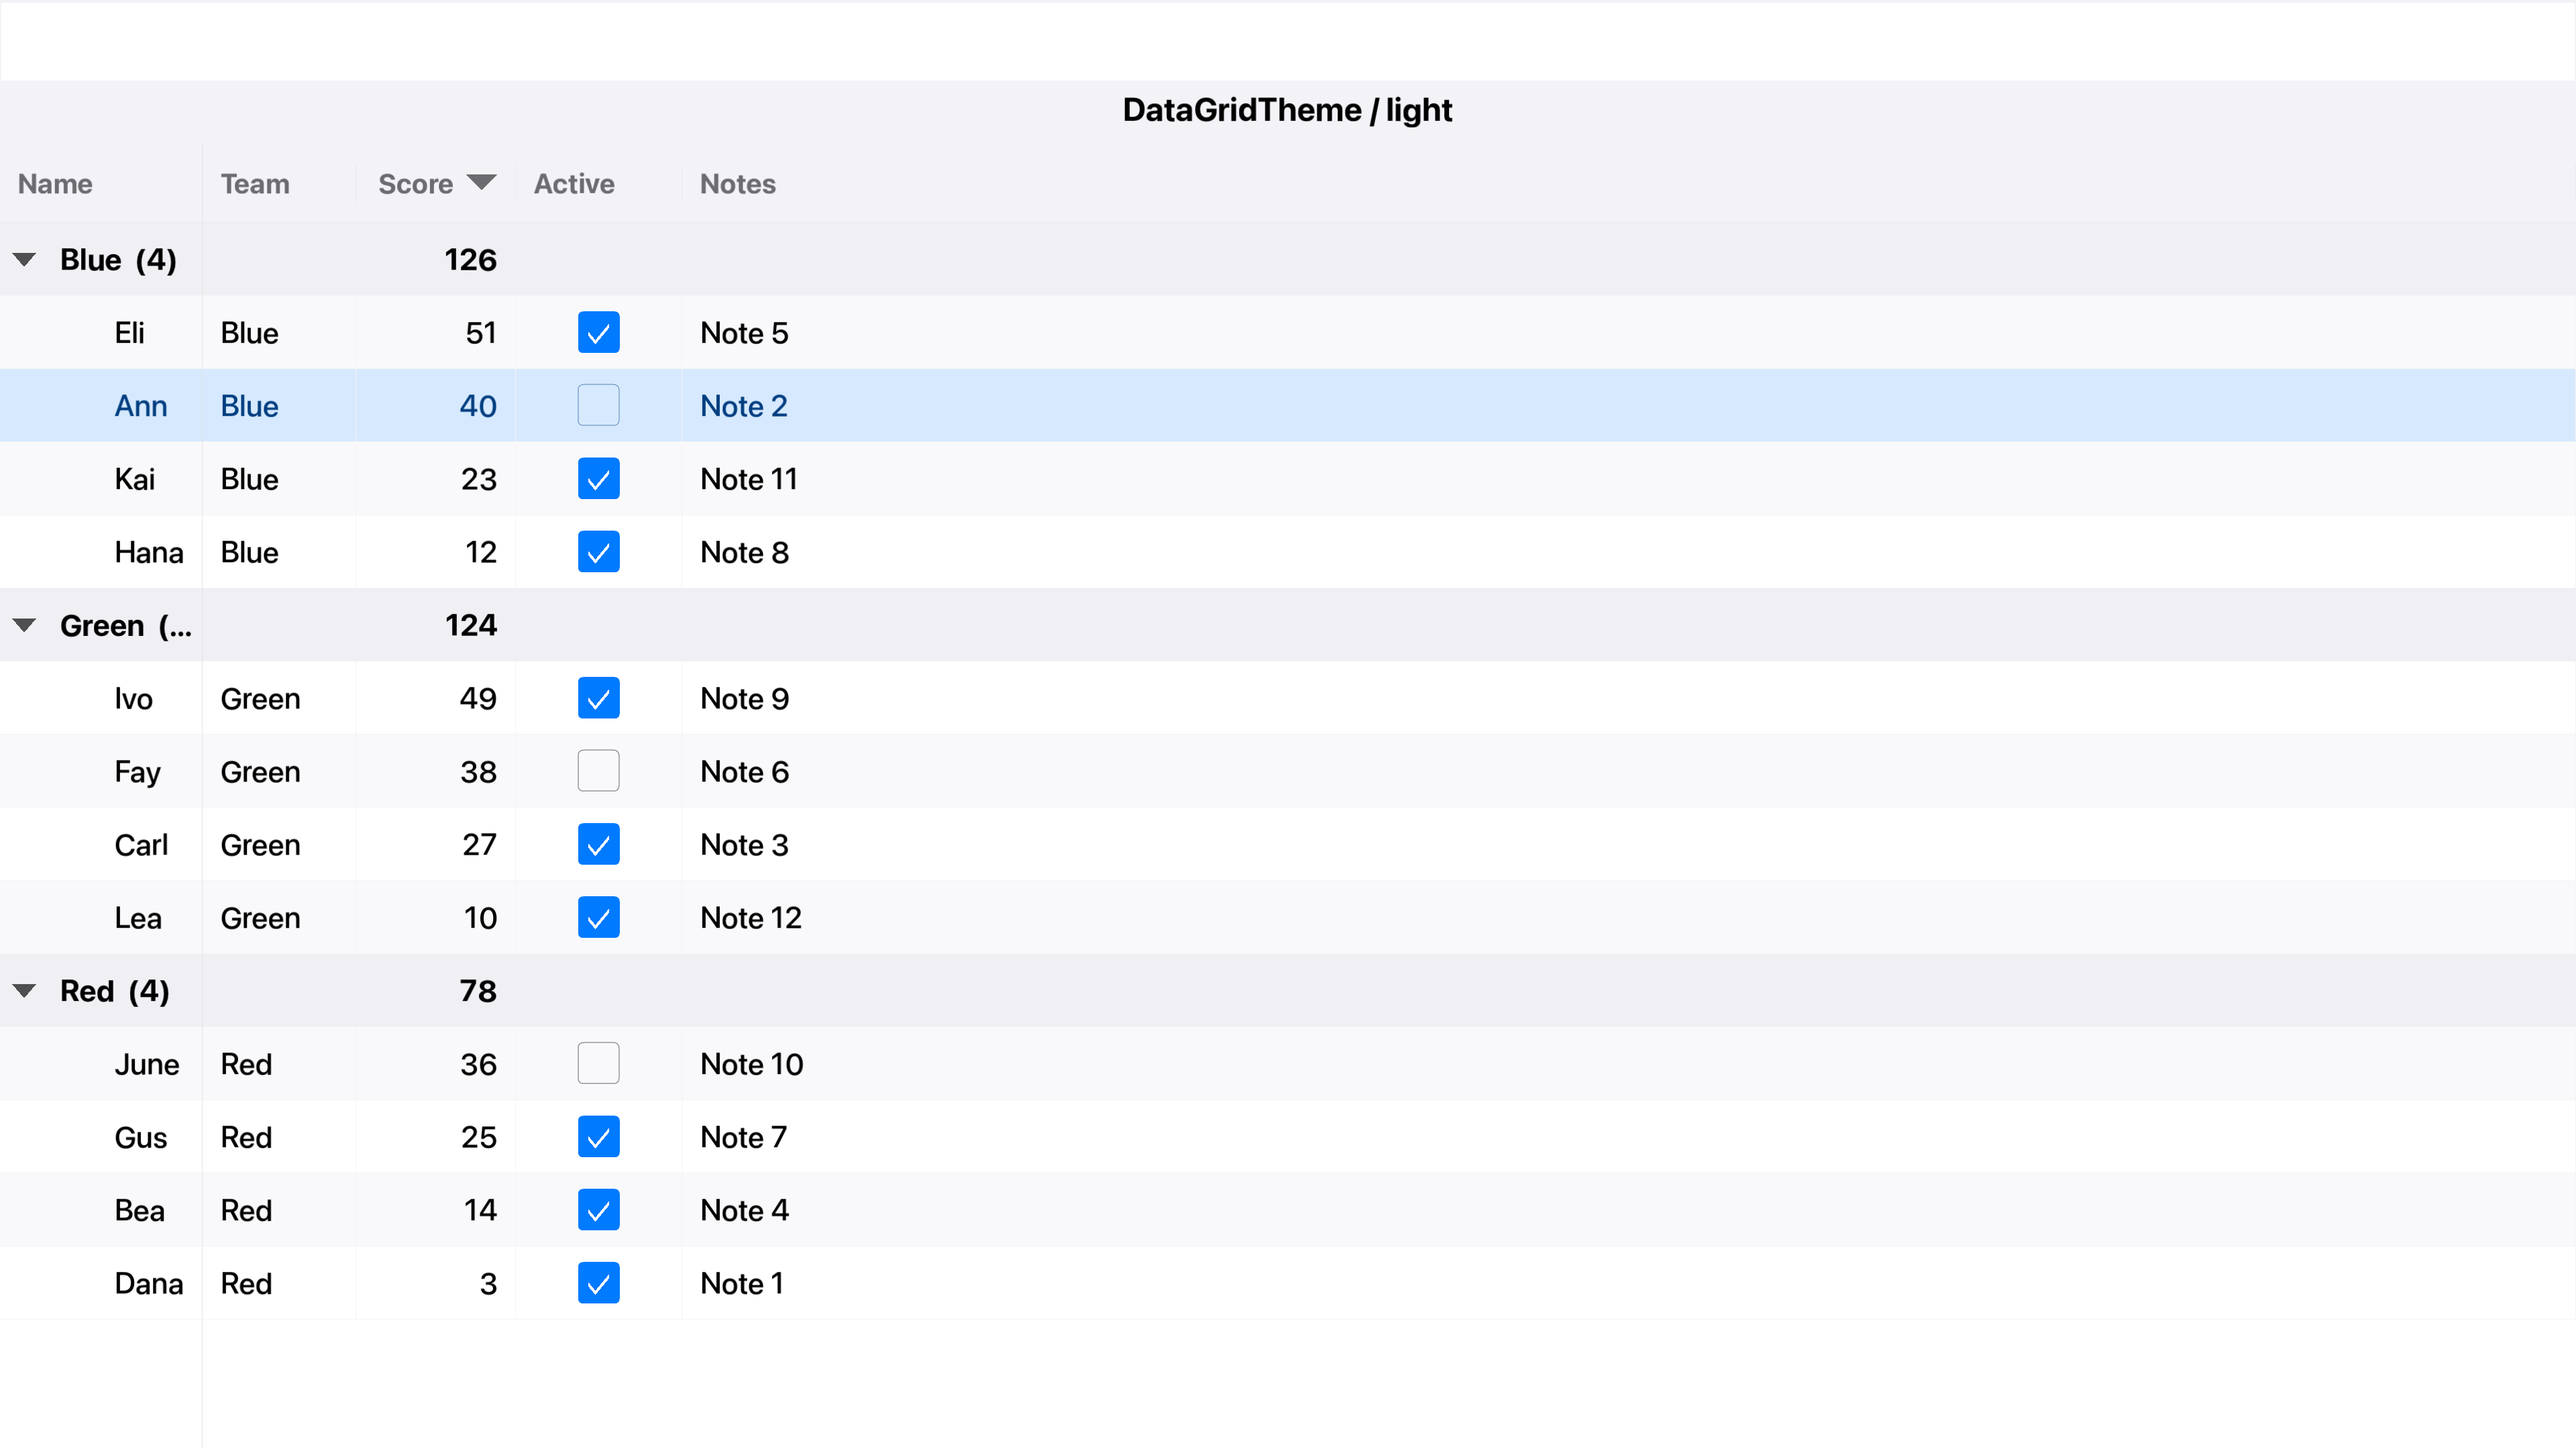 DataGridTheme / light
Name Team Score Active Notes
Blue (4) 126
Eli Blue 51 Note 5
Ann Blue 40 Note 2
Kai Blue 23 Note 11
Hana Blue 12 Note 8
Green (... 124
Ivo Green 49 Note 9
Fay Green 38 Note 6
Carl Green 27 Note 3
Lea Green 10 Note 12
Red (4) 78
June Red 36 Note 10
Gus Red 25 Note 7
Bea Red 14 Note 4
Dana Red 3 Note 1